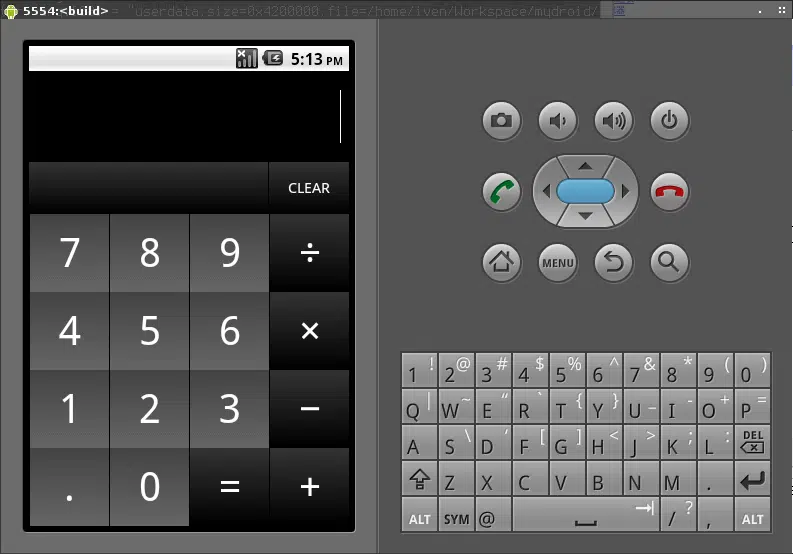 5554:<build> = "userdata.size=0x4200000 file=/home/iven/Workspace/mydroid/
5:13 PM
CLEAR
7 8 9 ÷
4 5 6 ×
1 2 3 −
. 0 = +
MENU
1 ! 2 @ 3 # 4 $ 5 % 6 ^ 7 & 8 * 9 ( 0 )
Q | W ~ E “ R ` T { Y } U _ I - O + P =
A S \ D ‘ F [ G ] H < J > K ; L : DEL
Z X C V B N M .
ALT SYM @ / ? , ALT